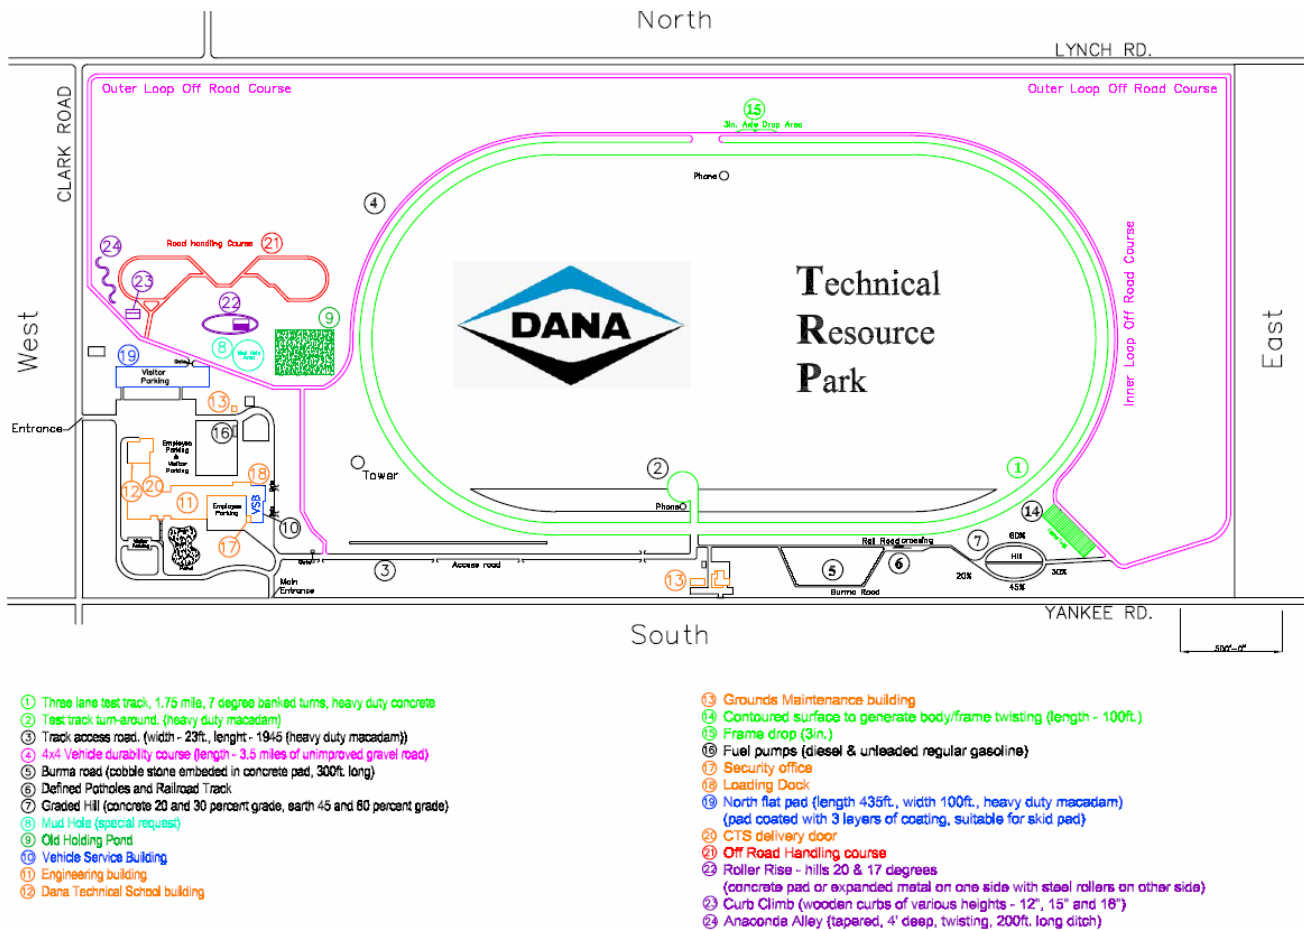 North
LYNCH RD.
Outer Loop Off Road Course
Outer Loop Off Road Course
CLARK ROAD
15
3in. Axle Drop Area
Phone
4
24
Road handling Course
21
23
22
9
8
Mud Hole
Inner Loop Off Road Course
DANA
Technical
Resource
Park
West
East
19
Gate
Visitor
Parking
13
Entrance
16
Employee
Parking
&
Visitor
Parking
Tower
2
1
18
12
20
11
Employee
Parking
VSB
Phone
14
10
17
Visitor
Parking
Pond
Gate
3
Access road
Rail Road crossing
7
60%
Hill
20%
30%
45%
13
5
6
Burma Road
Main
Entrance
YANKEE RD.
South
500'-0"
1 Three lane test track, 1.75 mile, 7 degree banked turns, heavy duty concrete
2 Test track turn-around. (heavy duty macadam)
3 Track access road. (width - 23ft., lenght - 1945 (heavy duty macadam))
4 4x4 Vehicle durability course (length - 3.5 miles of unimproved gravel road)
5 Burma road (cobble stone embeded in concrete pad, 300ft. long)
6 Defined Potholes and Railroad Track
7 Graded Hill (concrete 20 and 30 percent grade, earth 45 and 60 percent grade)
8 Mud Hole (special request)
9 Old Holding Pond
10 Vehicle Service Building
11 Engineering building
12 Dana Technical School building
13 Grounds Maintenance building
14 Contoured surface to generate body/frame twisting (length - 100ft.)
15 Frame drop (3in.)
16 Fuel pumps (diesel & unleaded regular gasoline)
17 Security office
18 Loading Dock
19 North flat pad (length 435ft., width 100ft., heavy duty macadam)
(pad coated with 3 layers of coating, suitable for skid pad)
20 CTS delivery door
21 Off Road Handling course
22 Roller Rise - hills 20 & 17 degrees
(concrete pad or expanded metal on one side with steel rollers on other side)
23 Curb Climb (wooden curbs of various heights - 12", 15" and 18")
24 Anaconda Alley (tapered, 4' deep, twisting, 200ft. long ditch)